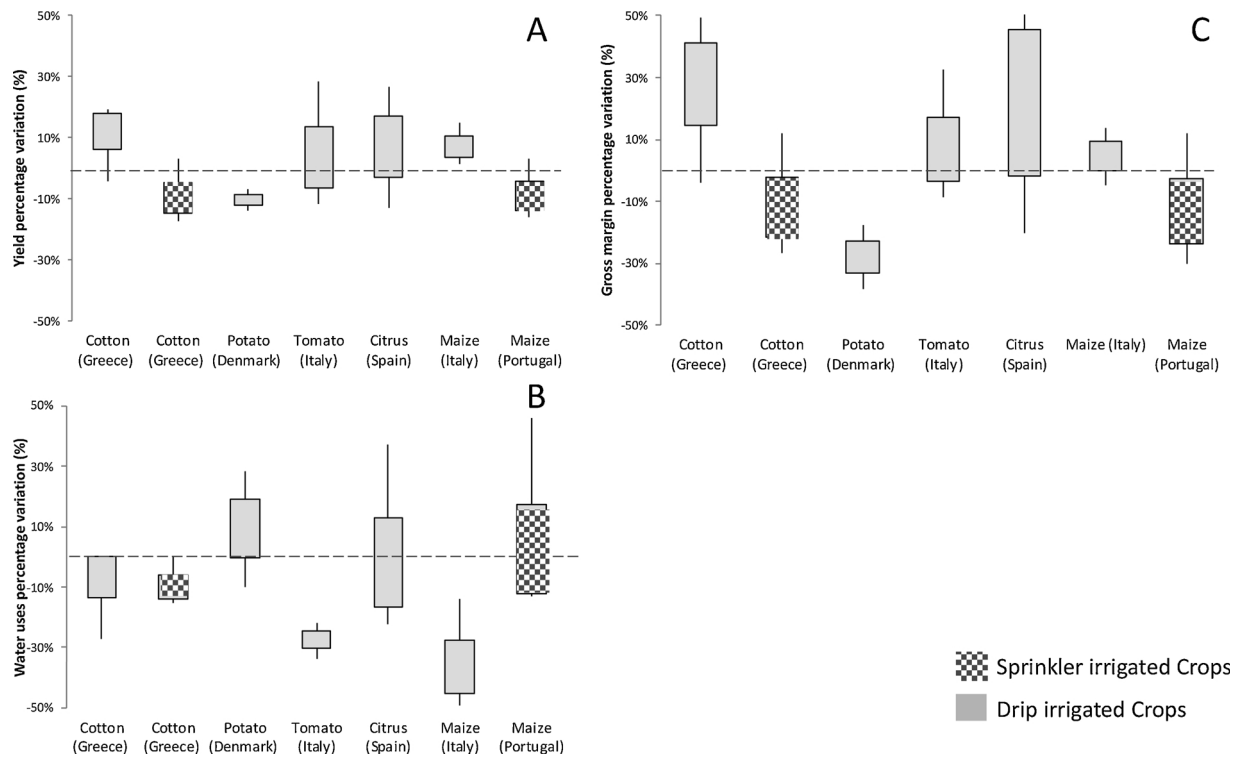 A
Yield percentage variation (%)
50%
30%
10%
-10%
-30%
-50%
Cotton Cotton Potato Tomato Citrus Maize Maize
(Greece) (Greece) (Denmark) (Italy) (Spain) (Italy) (Portugal)
C
Gross margin percentage variation (%)
50%
30%
10%
-10%
-30%
-50%
Cotton Cotton Potato Tomato Citrus Maize (Italy) Maize
(Greece) (Greece) (Denmark) (Italy) (Spain) (Portugal)
B
Water uses percentage variation (%)
50%
30%
10%
-10%
-30%
-50%
Cotton Cotton Potato Tomato Citrus Maize Maize
(Greece) (Greece) (Denmark) (Italy) (Spain) (Italy) (Portugal)
Sprinkler irrigated Crops
Drip irrigated Crops